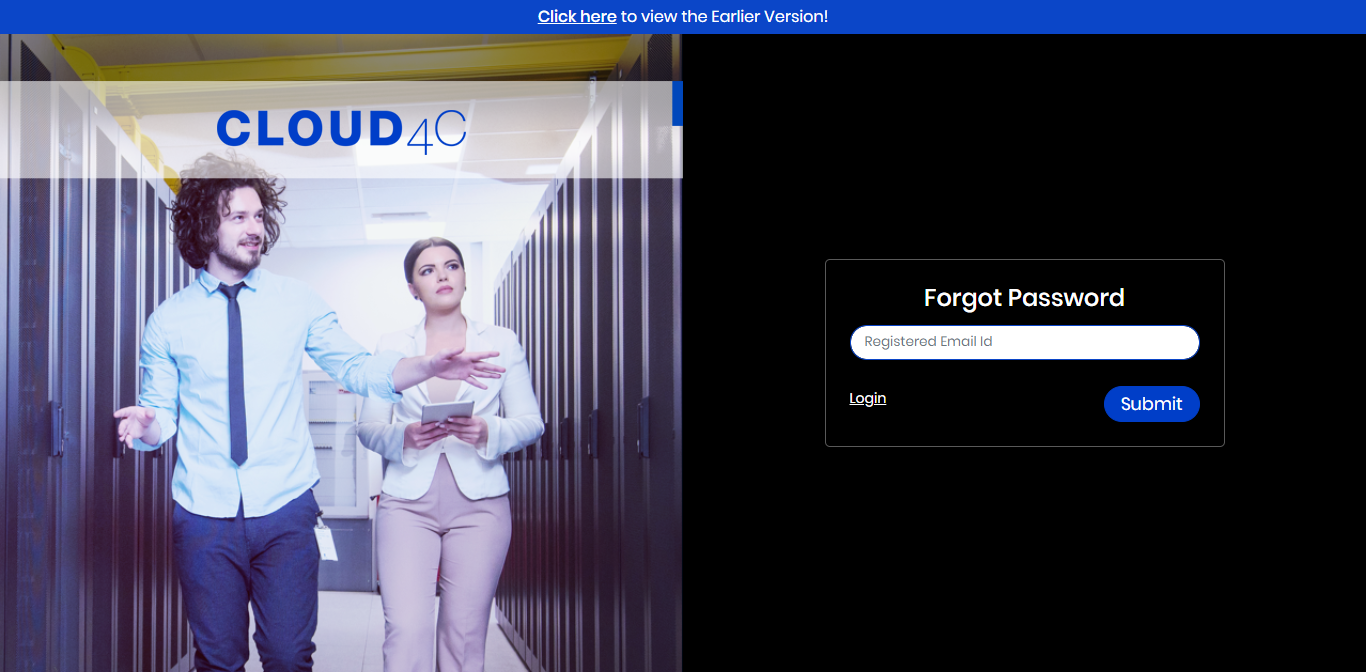 Click here to view the Earlier Version!
CLOUD4C
Forgot Password
Registered Email Id
Login
Submit